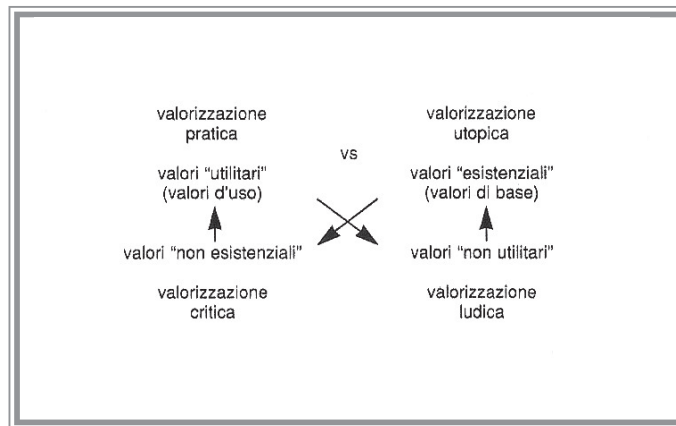 valorizzazione
pratica
valorizzazione
utopica
vs
valori "utilitari"
(valori d'uso)
valori "esistenziali"
(valori di base)
valori "non esistenziali"
valori "non utilitari"
valorizzazione
critica
valorizzazione
ludica